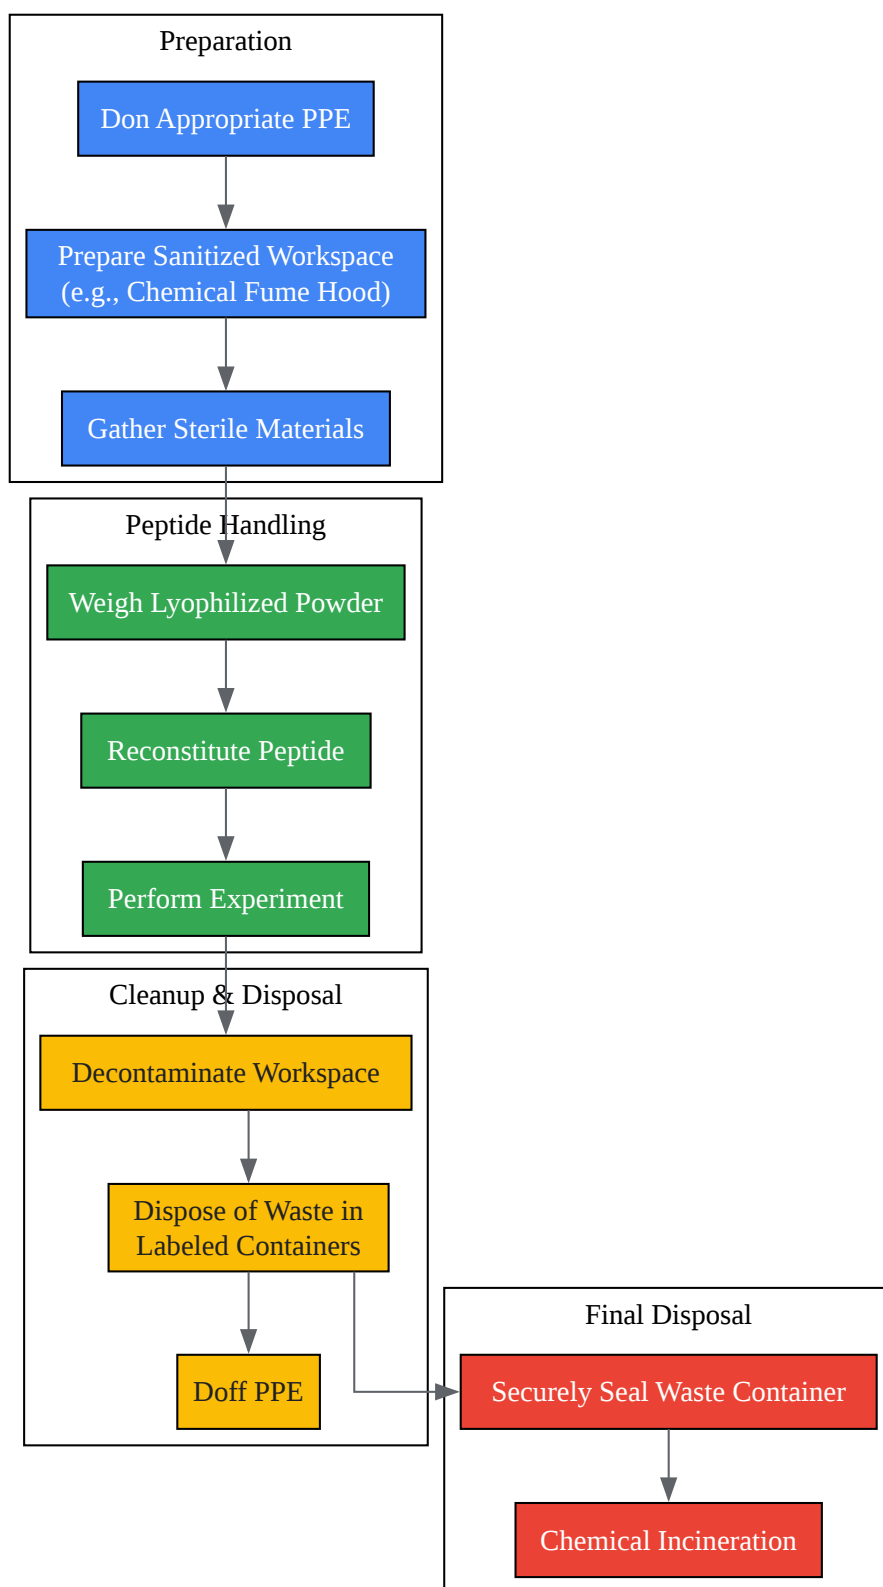 Preparation
Don Appropriate PPE
Prepare Sanitized Workspace
(e.g., Chemical Fume Hood)
Gather Sterile Materials
Peptide Handling
Weigh Lyophilized Powder
Reconstitute Peptide
Perform Experiment
Cleanup & Disposal
Decontaminate Workspace
Dispose of Waste in
Labeled Containers
Doff PPE
Final Disposal
Securely Seal Waste Container
Chemical Incineration